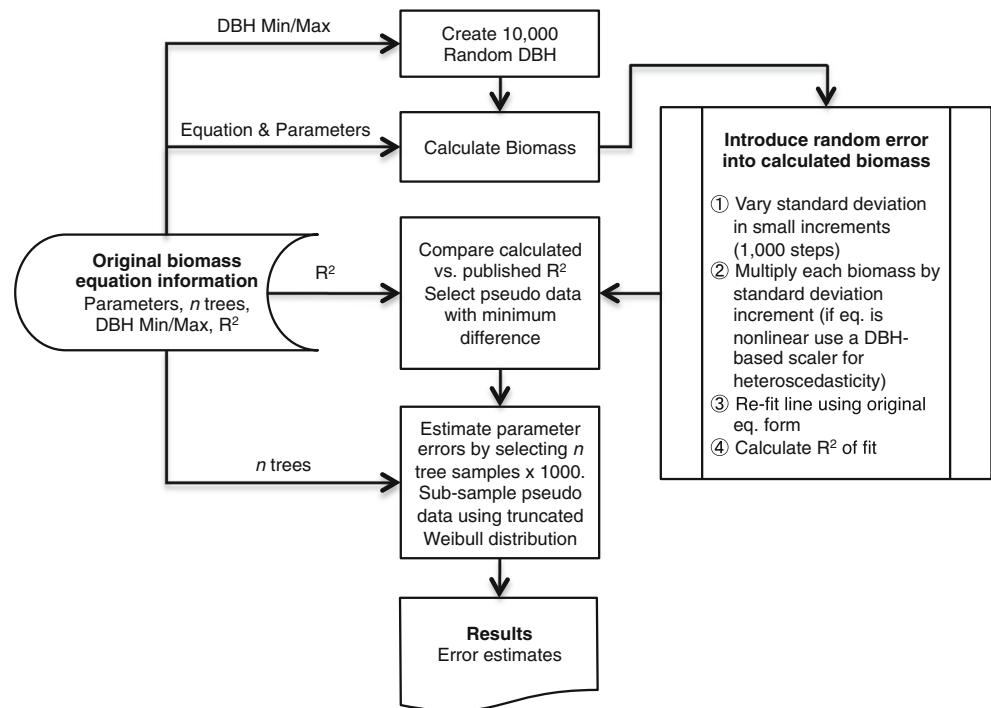 DBH Min/Max
Create 10,000
Random DBH
Equation & Parameters
Calculate Biomass
Introduce random error
into calculated biomass
① Vary standard deviation
in small increments
(1,000 steps)
② Multiply each biomass by
standard deviation
increment (if eq. is
nonlinear use a DBH-
based scaler for
heteroscedasticity)
③ Re-fit line using original
eq. form
④ Calculate R² of fit
Original biomass
equation information
Parameters, n trees,
DBH Min/Max, R²
R²
Compare calculated
vs. published R²
Select pseudo data
with minimum
difference
n trees
Estimate parameter
errors by selecting n
tree samples x 1000.
Sub-sample pseudo
data using truncated
Weibull distribution
Results
Error estimates